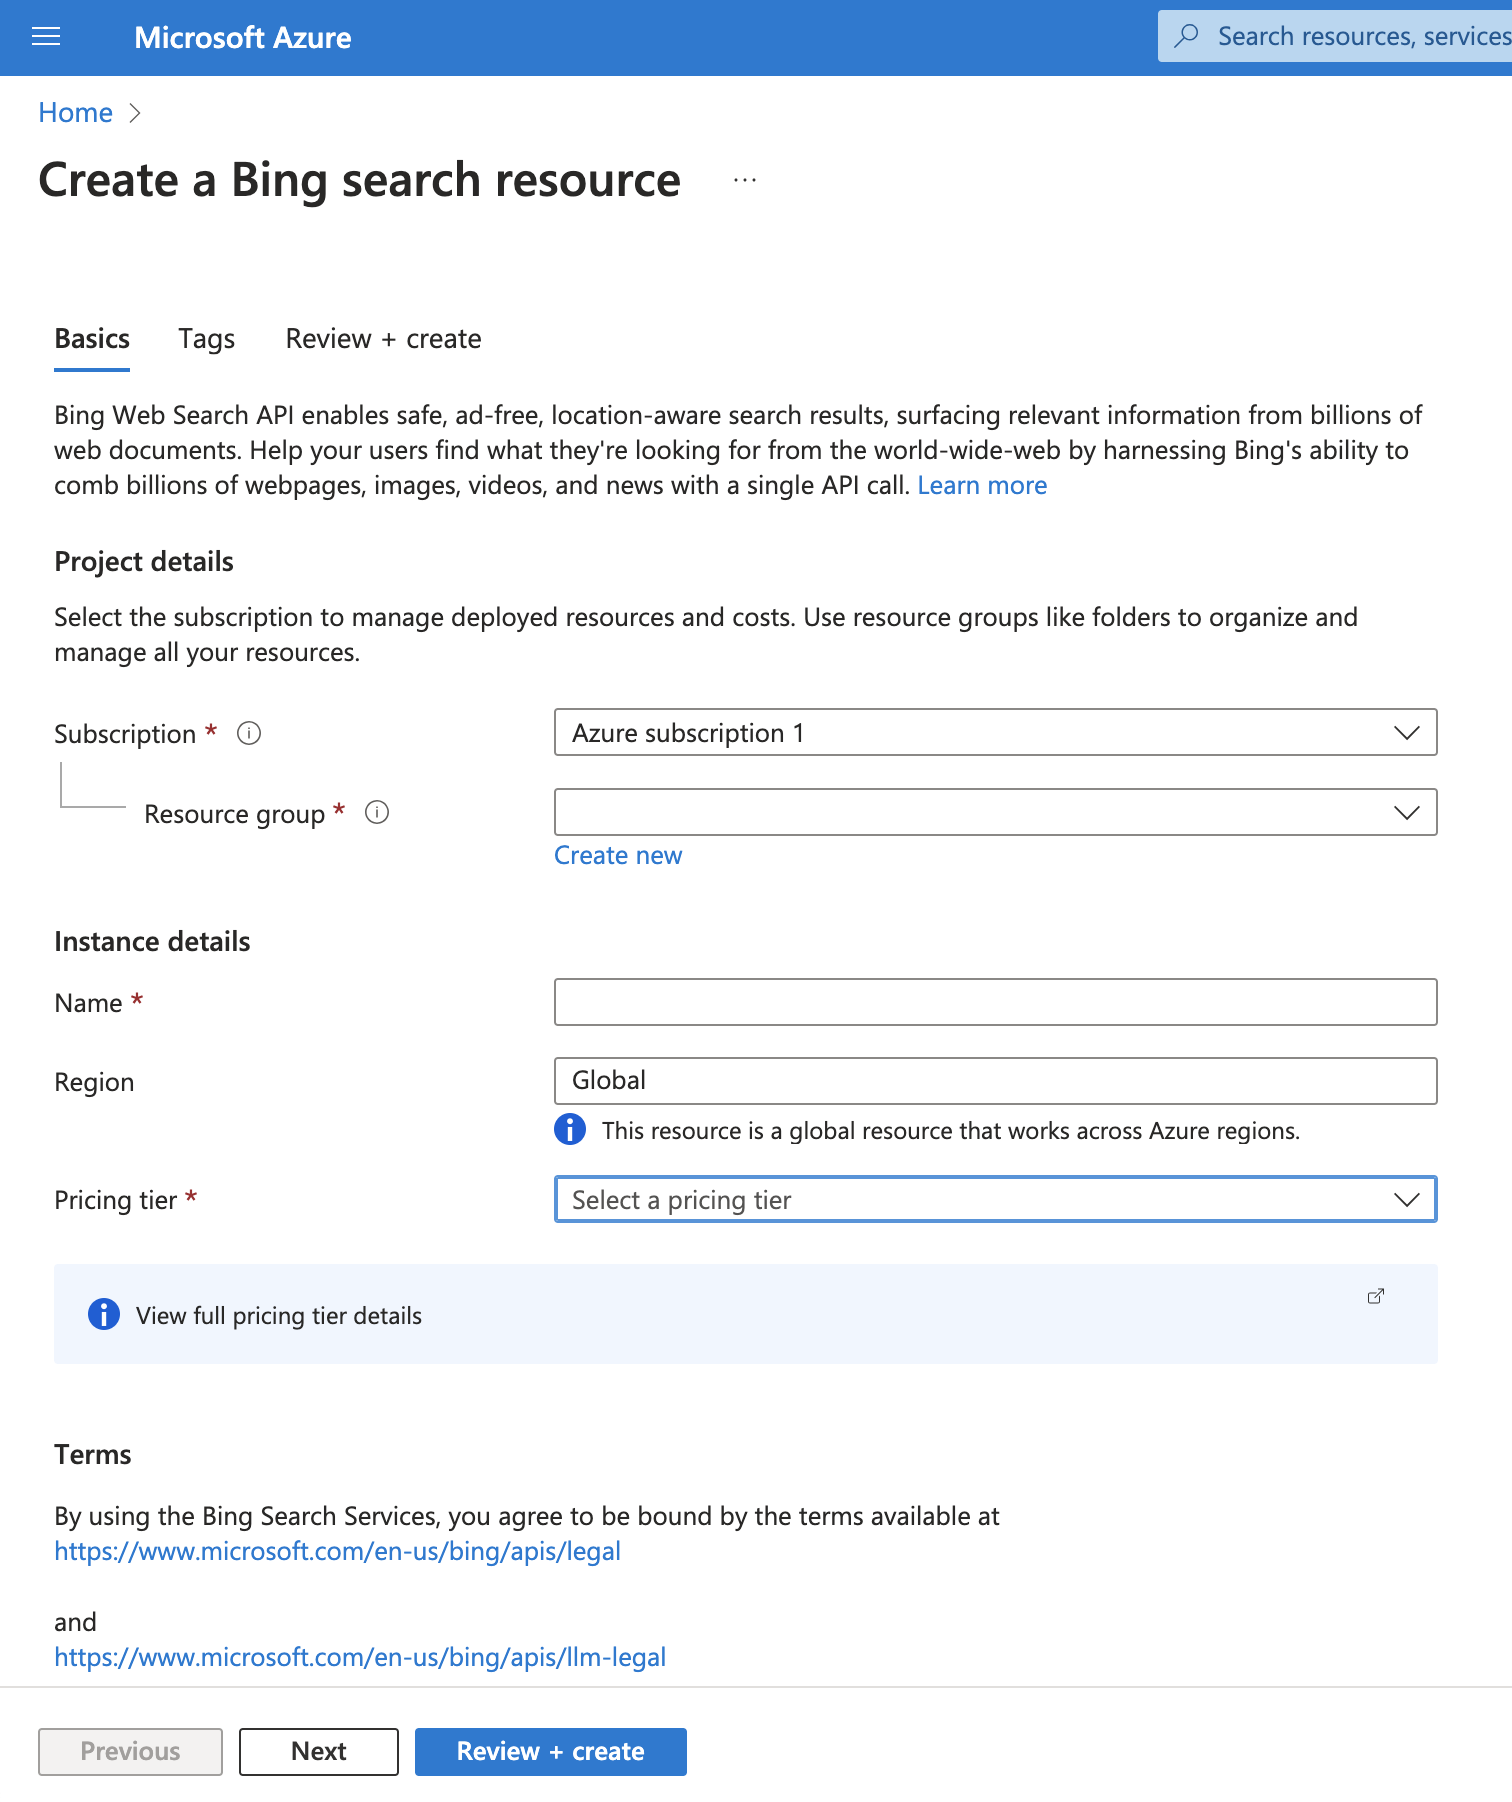 Microsoft Azure
Search resources, services
Home
Create a Bing search resource
...
Basics
Tags
Review + create
Bing Web Search API enables safe, ad-free, location-aware search results, surfacing relevant information from billions of
web documents. Help your users find what they're looking for from the world-wide-web by harnessing Bing's ability to
comb billions of webpages, images, videos, and news with a single API call. Learn more
Project details
Select the subscription to manage deployed resources and costs. Use resource groups like folders to organize and
manage all your resources.
Subscription *
Azure subscription 1
Resource group *
Create new
Instance details
Name *
Region
Global
This resource is a global resource that works across Azure regions.
Pricing tier *
Select a pricing tier
View full pricing tier details
Terms
By using the Bing Search Services, you agree to be bound by the terms available at
https://www.microsoft.com/en-us/bing/apis/legal
and
https://www.microsoft.com/en-us/bing/apis/llm-legal
Previous
Next
Review + create